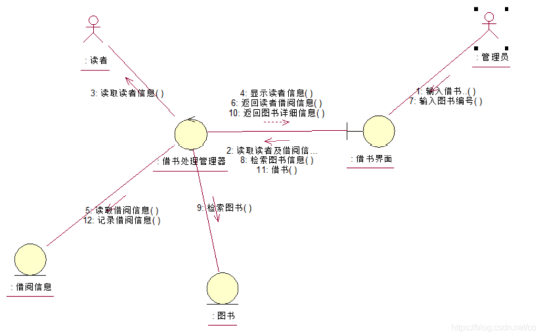 : 读者
: 管理员
3: 读取读者信息( )
4: 显示读者信息( )
6: 返回读者借阅信息( )
10: 返回图书详细信息( )
1: 输入借书..( )
7: 输入图书编号( )
: 借书处理管理器
2: 读取读者及借阅信...
8: 检索图书信息( )
11: 借书( )
: 借书界面
5: 读取借阅信息( )
12: 记录借阅信息( )
9: 检索图书( )
: 借阅信息
: 图书